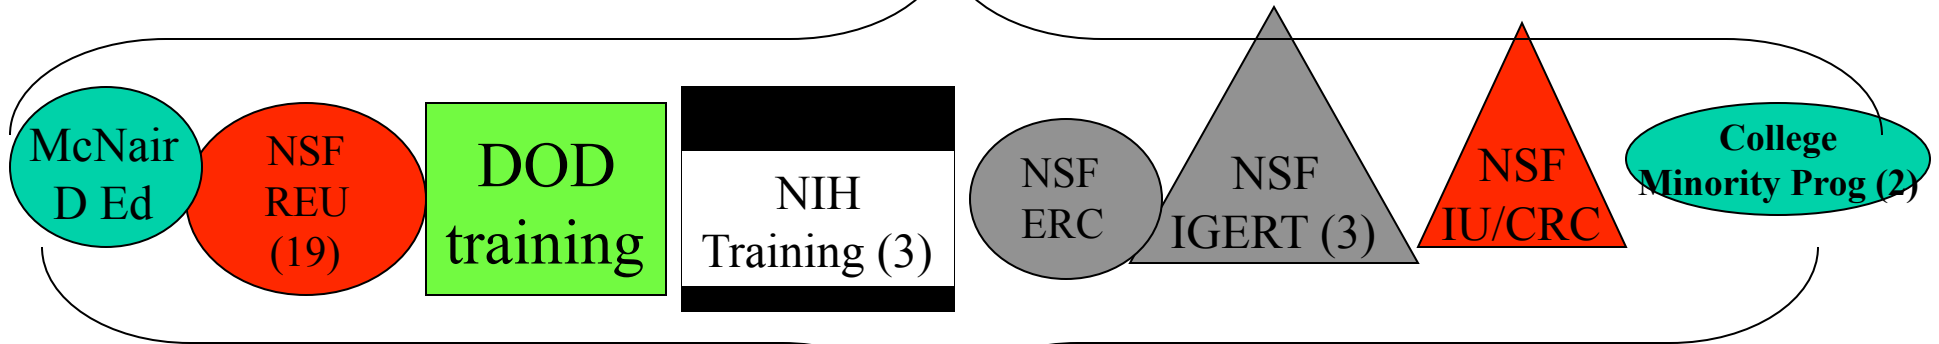 McNair
D Ed
NSF
REU
(19)
DOD
training
NIH
Training (3)
NSF
ERC
NSF
IGERT (3)
NSF
IU/CRC
College
Minority Prog (2)